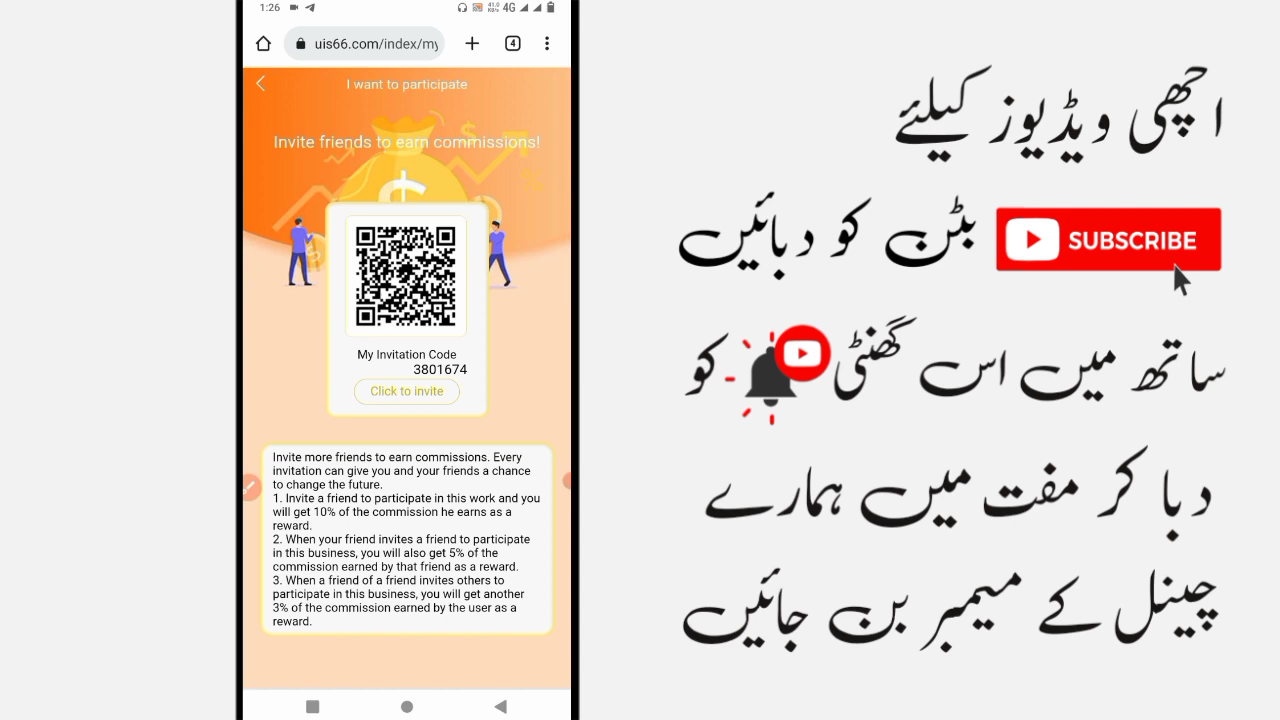 1:26 41.0 KB/s 4G
uis66.com/index/my 4
I want to participate
Invite friends to earn commissions!
My Invitation Code
3801674
Click to invite
Invite more friends to earn commissions. Every
invitation can give you and your friends a chance
to change the future.
1. Invite a friend to participate in this work and you
will get 10% of the commission he earns as a
reward.
2. When your friend invites a friend to participate
in this business, you will also get 5% of the
commission earned by that friend as a reward.
3. When a friend of a friend invites others to
participate in this business, you will get another
3% of the commission earned by the user as a
reward.
اچھی ویڈیوز کیلئے
SUBSCRIBE بٹن کو دبائیں
ساتھ میں اس گھنٹی کو
دبا کر مفت میں ہمارے
چینل کے میمبر بن جائیں